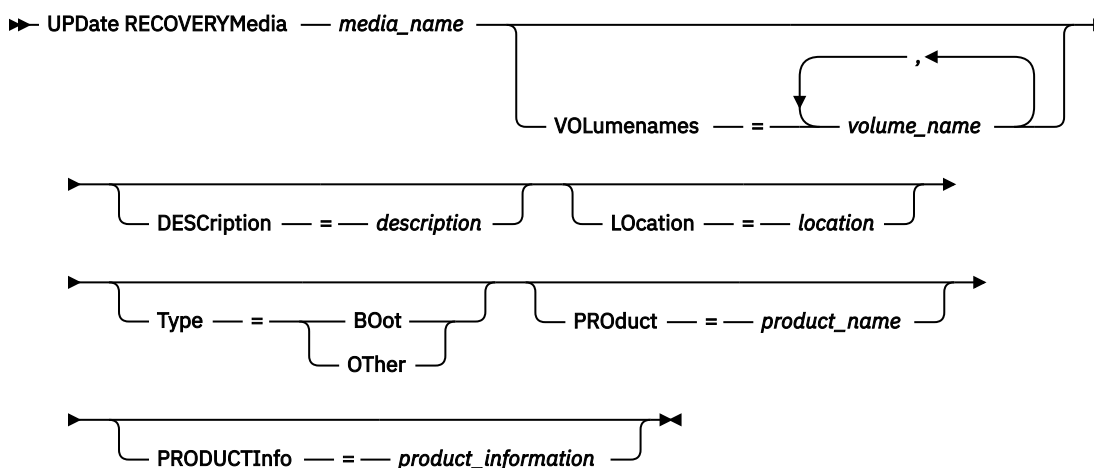 UPDate RECOVERYMedia — media_name
,
VOLumenames — = — volume_name
DESCription — = — description LOcation — = — location
Type — = — BOot PROduct — = — product_name
OTher
PRODUCTInfo — = — product_information